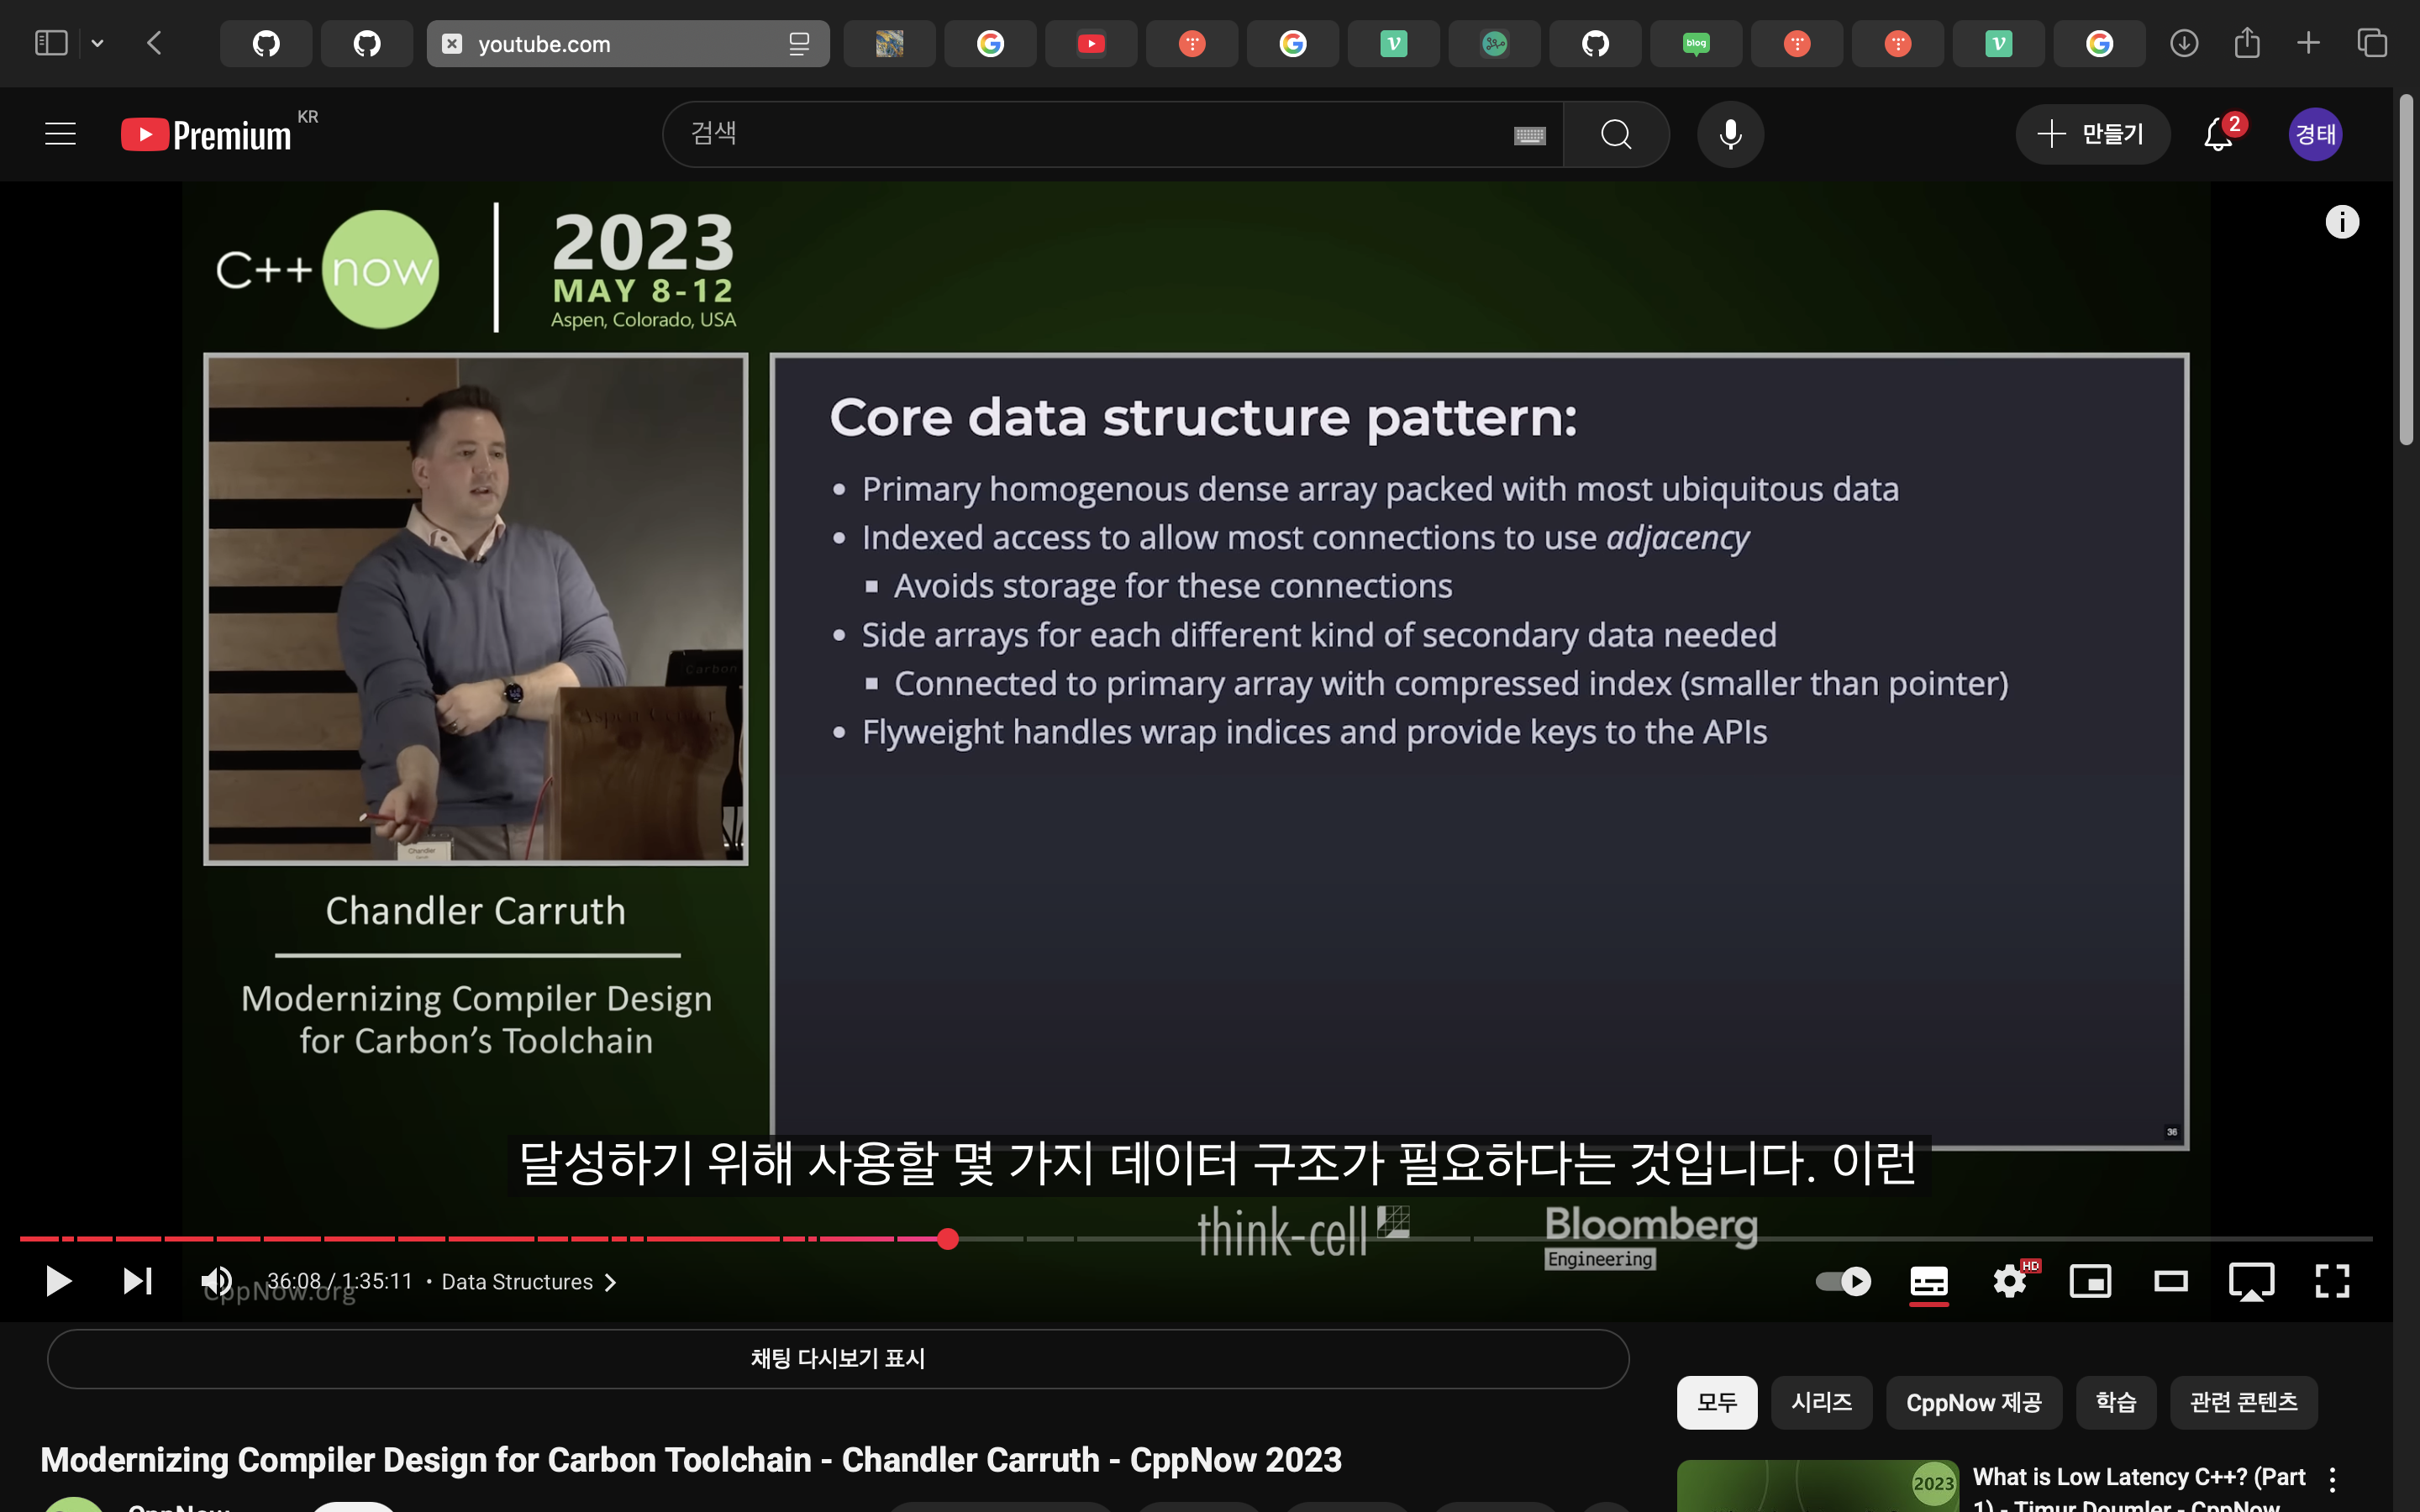 youtube.com
blog
Premium
KR
검색
만들기
2
경태
C++ now
2023
MAY 8-12
Aspen, Colorado, USA
Core data structure pattern:
Primary homogenous dense array packed with most ubiquitous data
Indexed access to allow most connections to use adjacency
Avoids storage for these connections
Side arrays for each different kind of secondary data needed
Connected to primary array with compressed index (smaller than pointer)
Flyweight handles wrap indices and provide keys to the APIs
36
Carbon
Aspen Center
Chandler
Chandler Carruth
Modernizing Compiler Design
for Carbon's Toolchain
달성하기 위해 사용할 몇 가지 데이터 구조가 필요하다는 것입니다. 이런
think-cell
Bloomberg
Engineering
36:08 / 1:35:11 • Data Structures
CppNow.org
HD
채팅 다시보기 표시
모두
시리즈
CppNow 제공
학습
관련 콘텐츠
Modernizing Compiler Design for Carbon Toolchain - Chandler Carruth - CppNow 2023
2023
What is Low Latency C++? (Part
1) - Timur Doumler - CppNow
CppNow